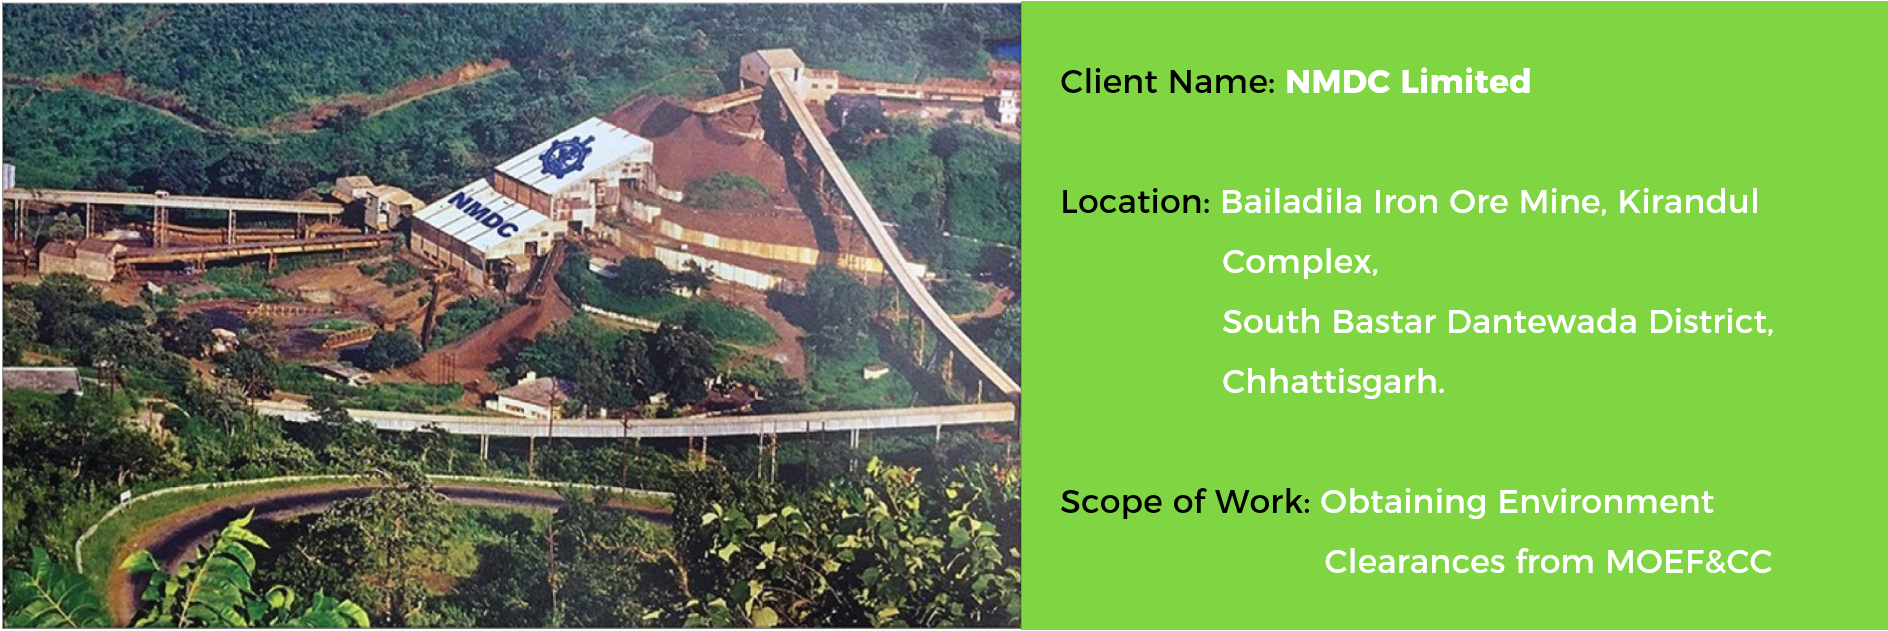 NMDC
Client Name: NMDC Limited
Location: Bailadila Iron Ore Mine, Kirandul
Complex,
South Bastar Dantewada District,
Chhattisgarh.
Scope of Work: Obtaining Environment
Clearances from MOEF&CC